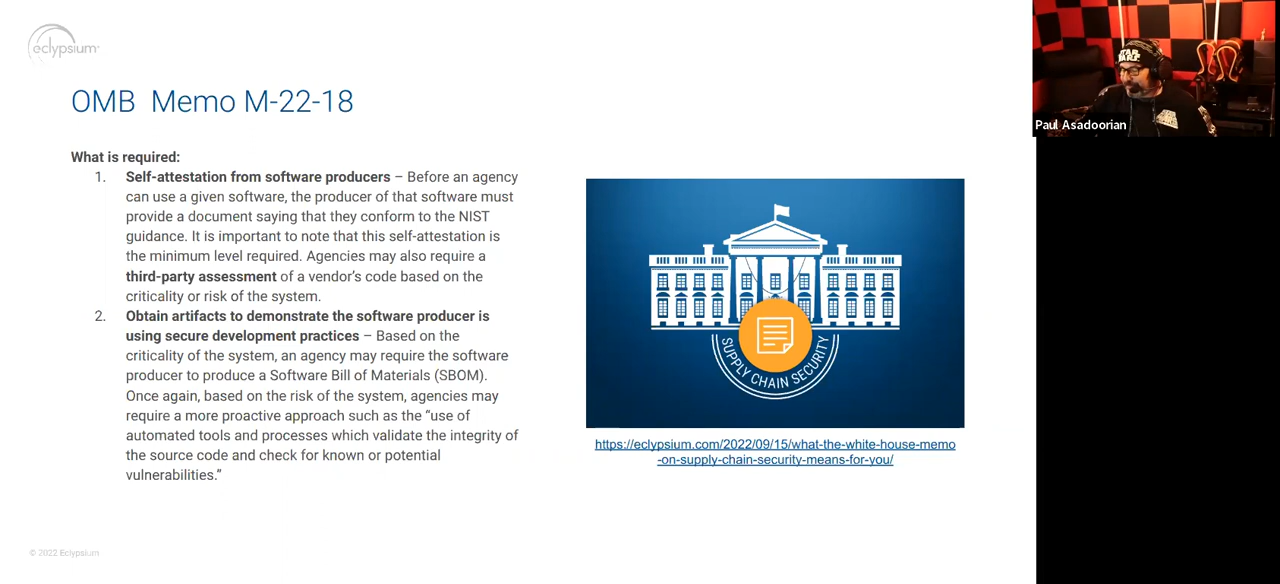 eclypsium
OMB Memo M-22-18
What is required:
1. Self-attestation from software producers – Before an agency
can use a given software, the producer of that software must
provide a document saying that they conform to the NIST
guidance. It is important to note that this self-attestation is
the minimum level required. Agencies may also require a
third-party assessment of a vendor’s code based on the
criticality or risk of the system.
2. Obtain artifacts to demonstrate the software producer is
using secure development practices – Based on the
criticality of the system, an agency may require the software
producer to produce a Software Bill of Materials (SBOM).
Once again, based on the risk of the system, agencies may
require a more proactive approach such as the “use of
automated tools and processes which validate the integrity of
the source code and check for known or potential
vulnerabilities.”
SUPPLY CHAIN SECURITY
https://eclypsium.com/2022/09/15/what-the-white-house-memo
-on-supply-chain-security-means-for-you/
© 2022 Eclypsium
STAR
WARS
Paul Asadoorian